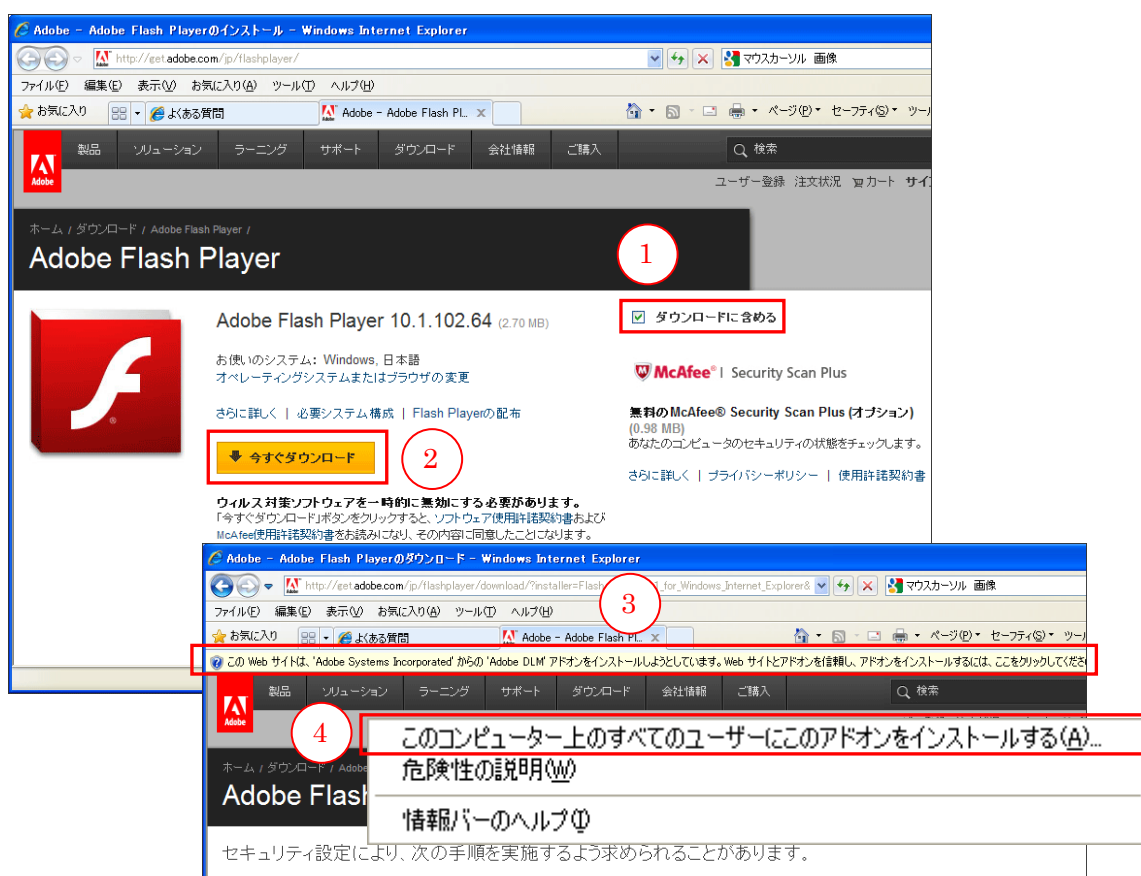 Adobe - Adobe Flash Playerのインストール - Windows Internet Explorer
http://get.adobe.com/jp/flashplayer/
マウスカーソル 画像
ファイル(F) 編集(E) 表示(V) お気に入り(A) ツール(T) ヘルプ(H)
お気に入り よくある質問 Adobe - Adobe Flash Pl... ページ(P) セーフティ(S)
製品 ソリューション ラーニング サポート ダウンロード 会社情報 ご購入 検索
Adobe
ユーザー登録 注文状況 カート
ホーム / ダウンロード / Adobe Flash Player /
Adobe Flash Player
1
Adobe Flash Player 10.1.102.64 (2.70 MB)
ダウンロードに含める
お使いのシステム: Windows, 日本語
オペレーティングシステムまたはブラウザの変更
McAfee® | Security Scan Plus
さらに詳しく | 必要システム構成 | Flash Playerの配布
無料のMcAfee® Security Scan Plus (オプション)
(0.98 MB)
あなたのコンピュータのセキュリティの状態をチェックします。
今すぐダウンロード
2
さらに詳しく | プライバシーポリシー | 使用許諾契約書
ウィルス対策ソフトウェアを一時的に無効にする必要があります。
「今すぐダウンロード」ボタンをクリックすると、ソフトウェア使用許諾契約書および
McAfee使用許諾契約書をお読みになり、その内容に同意したことになります。
Adobe - Adobe Flash Playerのダウンロード - Windows Internet Explorer
http://get.adobe.com/jp/flashplayer/download/?installer=Flash _for_Windows_Internet_Explorer&
マウスカーソル 画像
3
ファイル(F) 編集(E) 表示(V) お気に入り(A) ツール(T) ヘルプ(H)
お気に入り よくある質問 Adobe - Adobe Flash Pl... ページ(P) セーフティ(S)
この Web サイトは、'Adobe Systems Incorporated' からの 'Adobe DLM' アドオンをインストールしようとしています。Web サイトとアドオンを信頼し、アドオンをインストールするには、ここをクリックしてくださ
製品 ソリューション ラーニング サポート ダウンロード 会社情報 ご購入 検索
Adobe
4
このコンピューター上のすべてのユーザーにこのアドオンをインストールする(A)...
危険性の説明(W)
情報バーのヘルプ(I)
ホーム / ダウンロード / Adobe
Adobe Flash
セキュリティ設定により、次の手順を実施するよう求められることがあります。